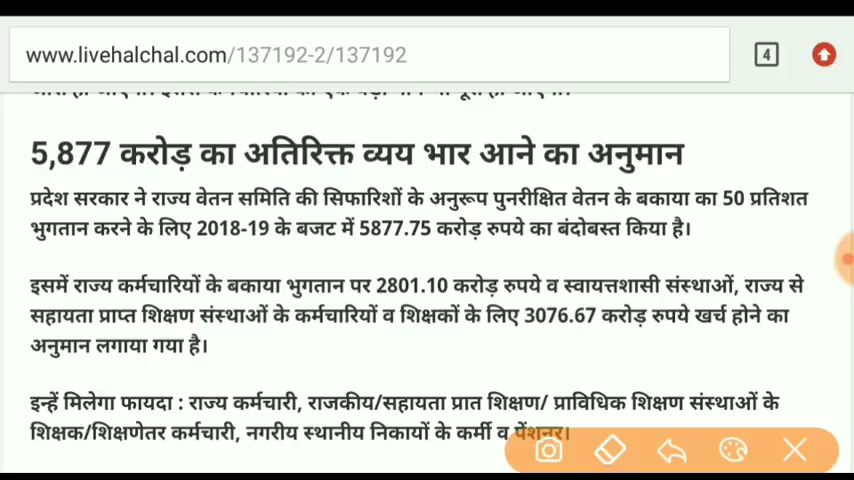 www.livehalchal.com/137192-2/137192
4
5,877 करोड़ का अतिरिक्त व्यय भार आने का अनुमान
प्रदेश सरकार ने राज्य वेतन समिति की सिफारिशों के अनुरूप पुनरीक्षित वेतन के बकाया का 50 प्रतिशत
भुगतान करने के लिए 2018-19 के बजट में 5877.75 करोड़ रुपये का बंदोबस्त किया है।
इसमें राज्य कर्मचारियों के बकाया भुगतान पर 2801.10 करोड़ रुपये व स्वायत्तशासी संस्थाओं, राज्य से
सहायता प्राप्त शिक्षण संस्थाओं के कर्मचारियों व शिक्षकों के लिए 3076.67 करोड़ रुपये खर्च होने का
अनुमान लगाया गया है।
इन्हें मिलेगा फायदा : राज्य कर्मचारी, राजकीय/सहायता प्रात शिक्षण/ प्राविधिक शिक्षण संस्थाओं के
शिक्षक/शिक्षणेतर कर्मचारी, नगरीय स्थानीय निकायों के कर्मी व पेंशनर।